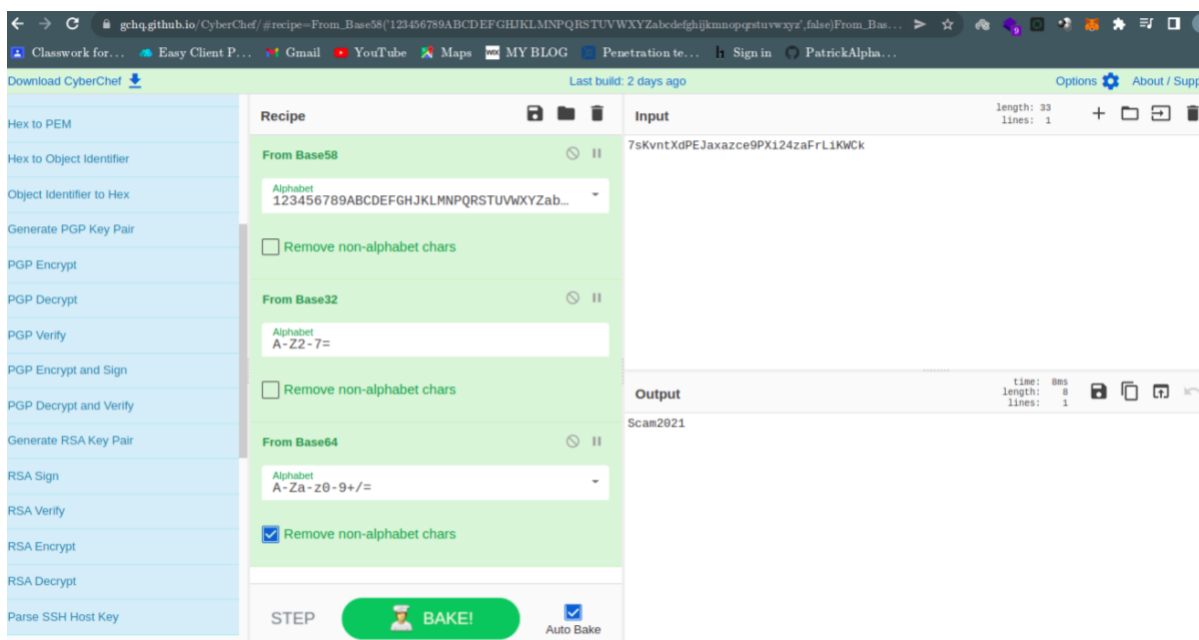 gchq.github.io/CyberChef/#recipe=From_Base58('123456789ABCDEFGHJKLMNPQRSTUVWXYZabcdefghijkmnopqrstuvwxyz',false)From_Bas...
9
Classwork for... Easy Client P... Gmail YouTube Maps WIX MY BLOG Penetration te... h Sign in PatrickAlpha...
Download CyberChef Last build: 2 days ago Options About / Supp
Hex to PEM
Hex to Object Identifier
Object Identifier to Hex
Generate PGP Key Pair
PGP Encrypt
PGP Decrypt
PGP Verify
PGP Encrypt and Sign
PGP Decrypt and Verify
Generate RSA Key Pair
RSA Sign
RSA Verify
RSA Encrypt
RSA Decrypt
Parse SSH Host Key
Recipe
From Base58
Alphabet
123456789ABCDEFGHJKLMNPQRSTUVWXYZab...
Remove non-alphabet chars
From Base32
Alphabet
A-Z2-7=
Remove non-alphabet chars
From Base64
Alphabet
A-Za-z0-9+/=
Remove non-alphabet chars
STEP
BAKE!
Auto Bake
Input
length: 33
lines: 1
7sKvntXdPEJaxazce9PXi24zaFrLiKWCk
Output
time: 8ms
length: 8
lines: 1
Scam2021